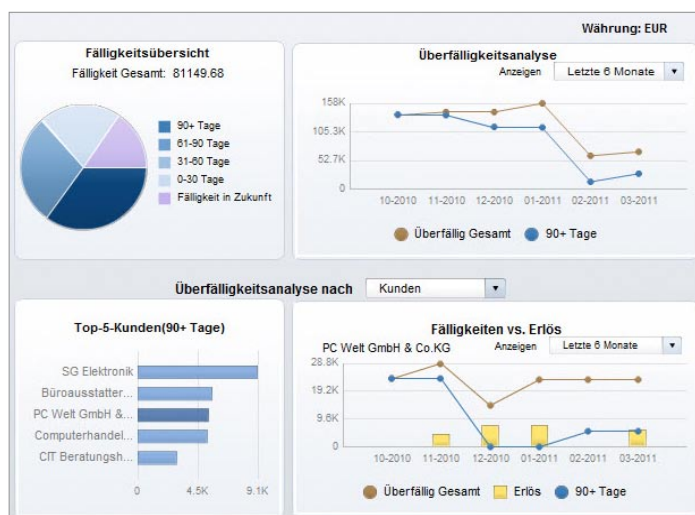 Währung: EUR
Fälligkeitsübersicht
Fälligkeit Gesamt: 81149.68
90+ Tage
61-90 Tage
31-60 Tage
0-30 Tage
Fälligkeit in Zukunft
Überfälligkeitsanalyse
Anzeigen Letzte 6 Monate
158K
105.3K
52.7K
0
10-2010 11-2010 12-2010 01-2011 02-2011 03-2011
Überfällig Gesamt 90+ Tage
Überfälligkeitsanalyse nach Kunden
Top-5-Kunden(90+ Tage)
SG Elektronik
Büroausstatter...
PC Welt GmbH &...
Computerhandel...
CIT Beratungsh...
0 4.5K 9.1K
Fälligkeiten vs. Erlös
PC Welt GmbH & Co.KG Anzeigen Letzte 6 Monate
28.8K
19.2K
9.6K
0
10-2010 11-2010 12-2010 01-2011 02-2011 03-2011
Überfällig Gesamt Erlös 90+ Tage